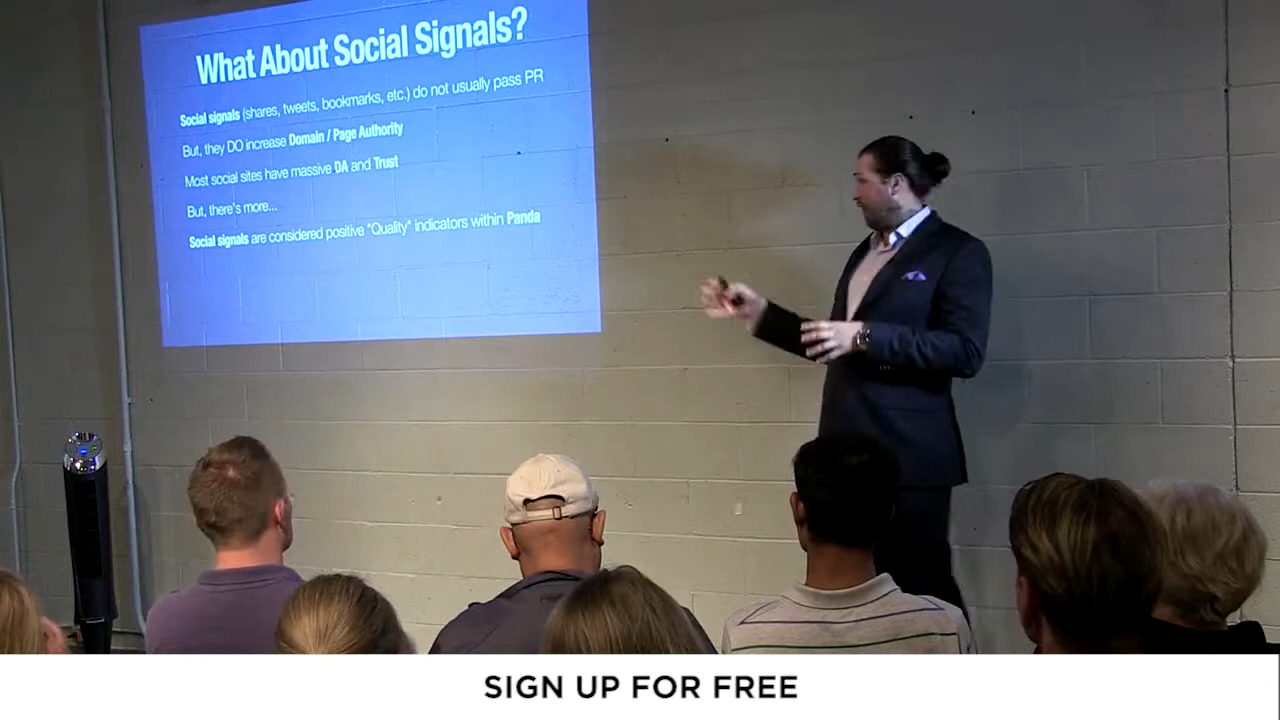 What About Social Signals?
Social signals (shares, tweets, bookmarks, etc.) do not usually pass PR
But, they DO increase Domain / Page Authority
Most social sites have massive DA and Trust
But, there's more...
Social signals are considered positive "Quality" indicators within Panda
SIGN UP FOR FREE